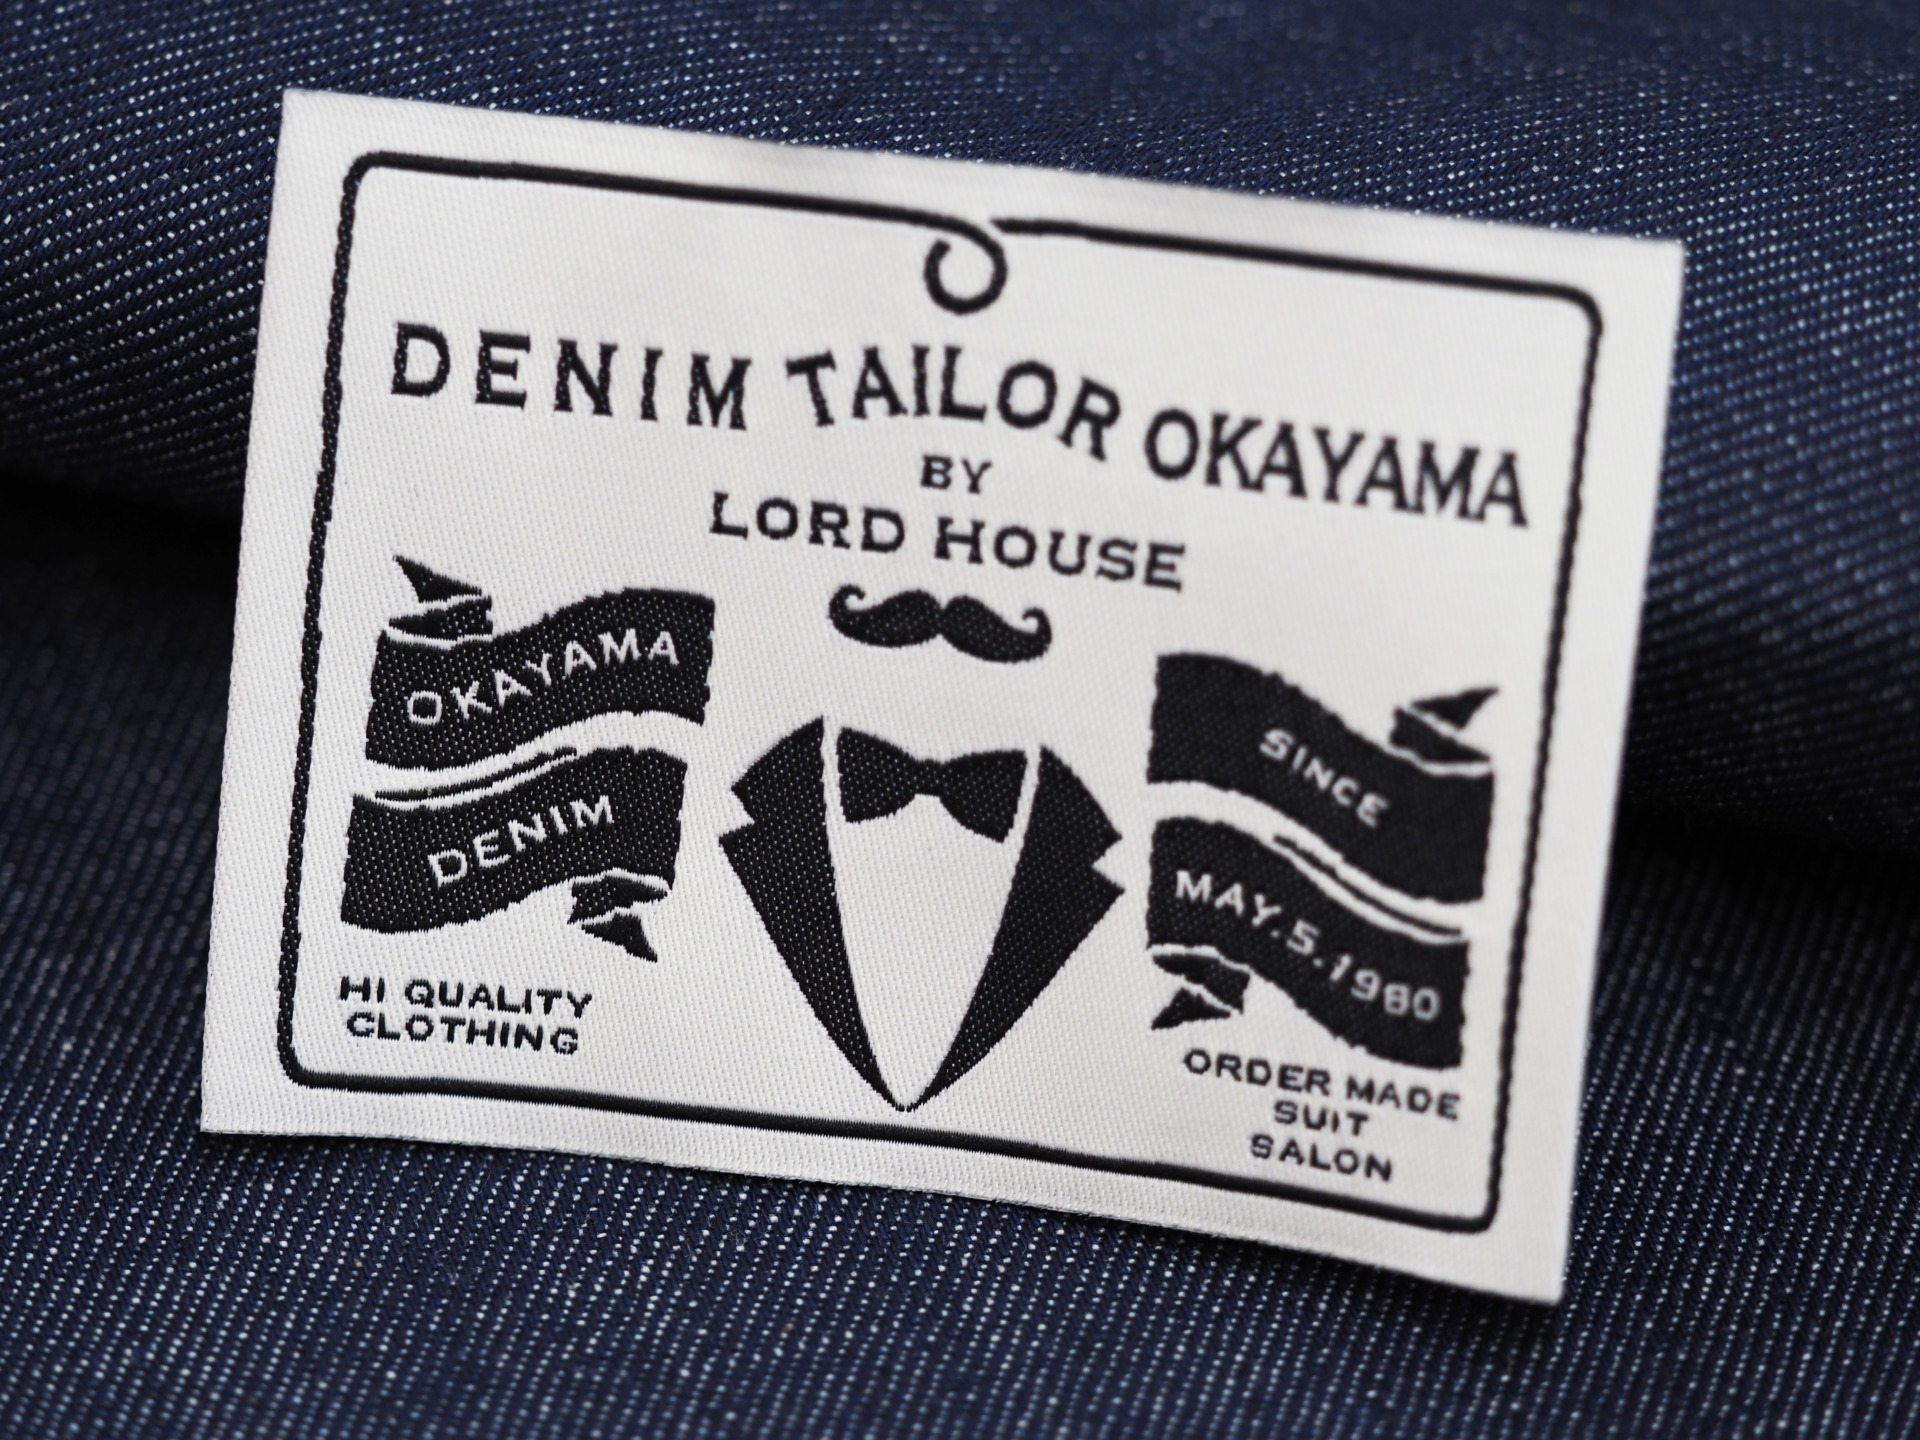 DENIM TAILOR OKAYAMA
BY
LORD HOUSE
OKAYAMA
DENIM
SINCE
MAY.5.1980
HI QUALITY
CLOTHING
ORDER MADE
SUIT
SALON